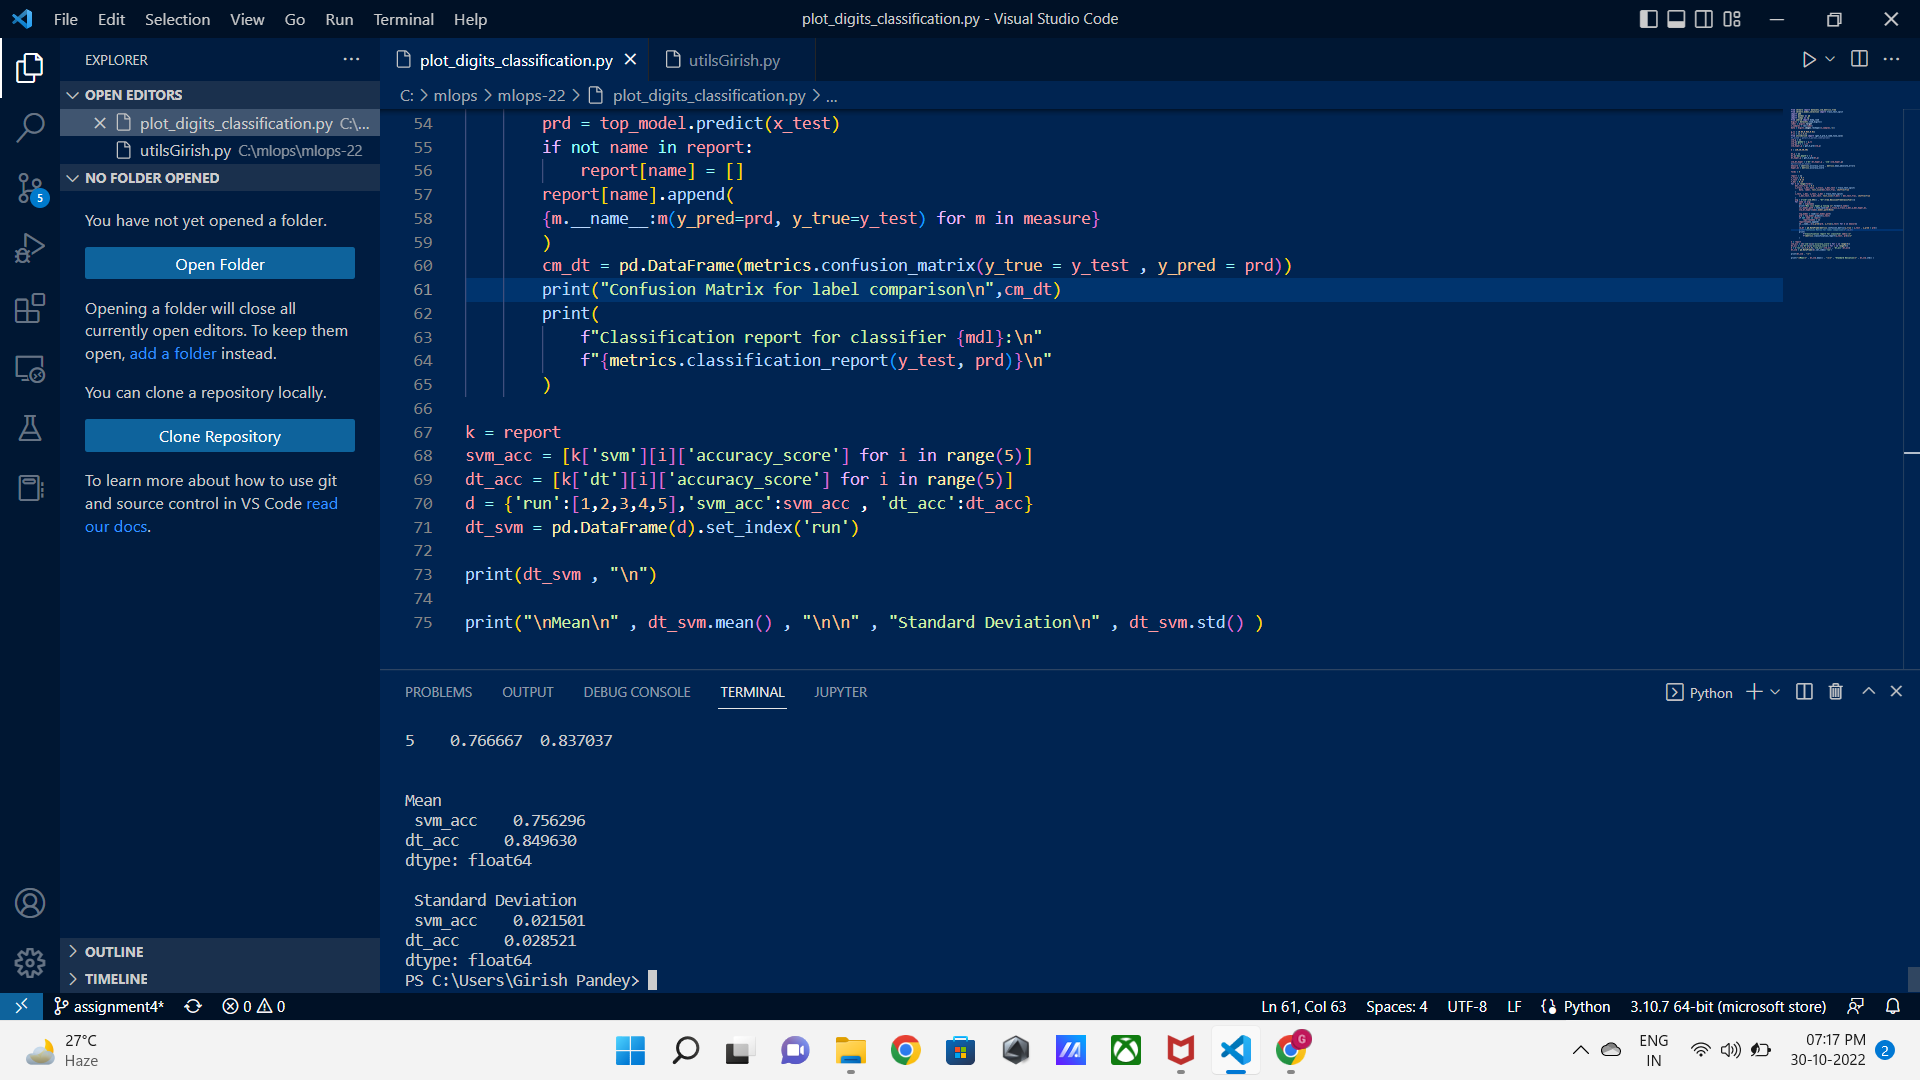 File Edit Selection View Go Run Terminal Help
plot_digits_classification.py - Visual Studio Code
EXPLORER
OPEN EDITORS
plot_digits_classification.py C:\...
utilsGirish.py C:\mlops\mlops-22
NO FOLDER OPENED
You have not yet opened a folder.
Open Folder
Opening a folder will close all
currently open editors. To keep them
open, add a folder instead.
You can clone a repository locally.
Clone Repository
To learn more about how to use git
and source control in VS Code read
our docs.
OUTLINE
TIMELINE
5
plot_digits_classification.py
utilsGirish.py
C: > mlops > mlops-22 > plot_digits_classification.py > ...
54 prd = top_model.predict(x_test)
55 if not name in report:
56 report[name] = []
57 report[name].append(
58 {m.__name__:m(y_pred=prd, y_true=y_test) for m in measure}
59 )
60 cm_dt = pd.DataFrame(metrics.confusion_matrix(y_true = y_test , y_pred = prd))
61 print("Confusion Matrix for label comparison\n",cm_dt)
62 print(
63 f"Classification report for classifier {mdl}:\n"
64 f"{metrics.classification_report(y_test, prd)}\n"
65 )
66
67 k = report
68 svm_acc = [k['svm'][i]['accuracy_score'] for i in range(5)]
69 dt_acc = [k['dt'][i]['accuracy_score'] for i in range(5)]
70 d = {'run':[1,2,3,4,5],'svm_acc':svm_acc , 'dt_acc':dt_acc}
71 dt_svm = pd.DataFrame(d).set_index('run')
72
73 print(dt_svm , "\n")
74
75 print("\nMean\n" , dt_svm.mean() , "\n\n" , "Standard Deviation\n" , dt_svm.std() )
PROBLEMS OUTPUT DEBUG CONSOLE TERMINAL JUPYTER
Python
5 0.766667 0.837037
Mean
svm_acc 0.756296
dt_acc 0.849630
dtype: float64
Standard Deviation
svm_acc 0.021501
dt_acc 0.028521
dtype: float64
PS C:\Users\Girish Pandey>
assignment4* 0 0
Ln 61, Col 63 Spaces: 4 UTF-8 LF Python 3.10.7 64-bit (microsoft store)
27°C
Haze
G
ENG
IN
07:17 PM
30-10-2022
2